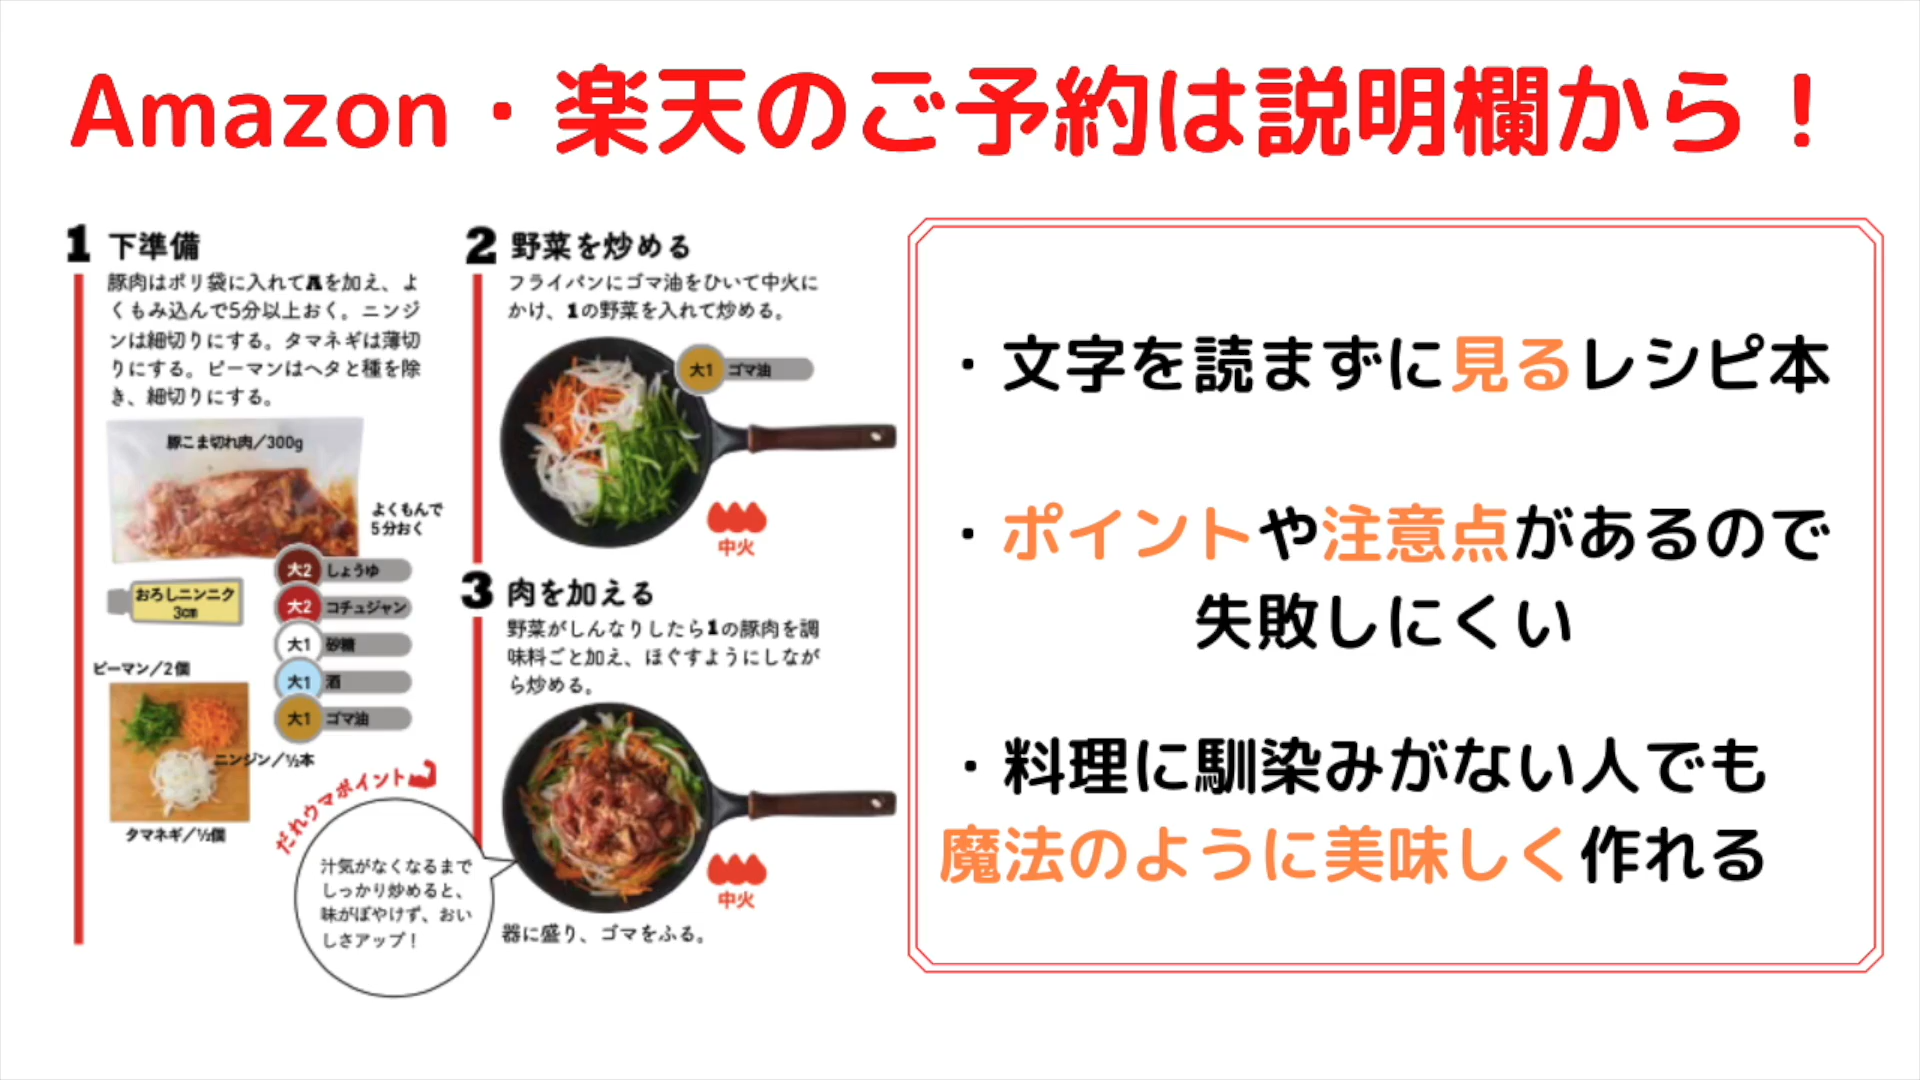 Amazon・楽天のご予約は説明欄から！
1 下準備
豚肉はポリ袋に入れてAを加え、よ
くもみ込んで5分以上おく。ニンジ
ンは細切りにする。タマネギは薄切
りにする。ピーマンはヘタと種を除
き、細切りにする。
豚こま切れ肉／300g
よくもんで
5分おく
大2 しょうゆ
おろしニンニク
3cm
大2 コチュジャン
大1 砂糖
大1 酒
大1 ゴマ油
ピーマン／2個
ニンジン／½本
タマネギ／½個
だれウマポイント
汁気がなくなるまで
しっかり炒めると、
味がぼやけず、おい
しさアップ！
2 野菜を炒める
フライパンにゴマ油をひいて中火に
かけ、1の野菜を入れて炒める。
大1 ゴマ油
中火
3 肉を加える
野菜がしんなりしたら1の豚肉を調
味料ごと加え、ほぐすようにしなが
ら炒める。
中火
器に盛り、ゴマをふる。
・文字を読まずに見るレシピ本
・ポイントや注意点があるので
失敗しにくい
・料理に馴染みがない人でも
魔法のように美味しく作れる